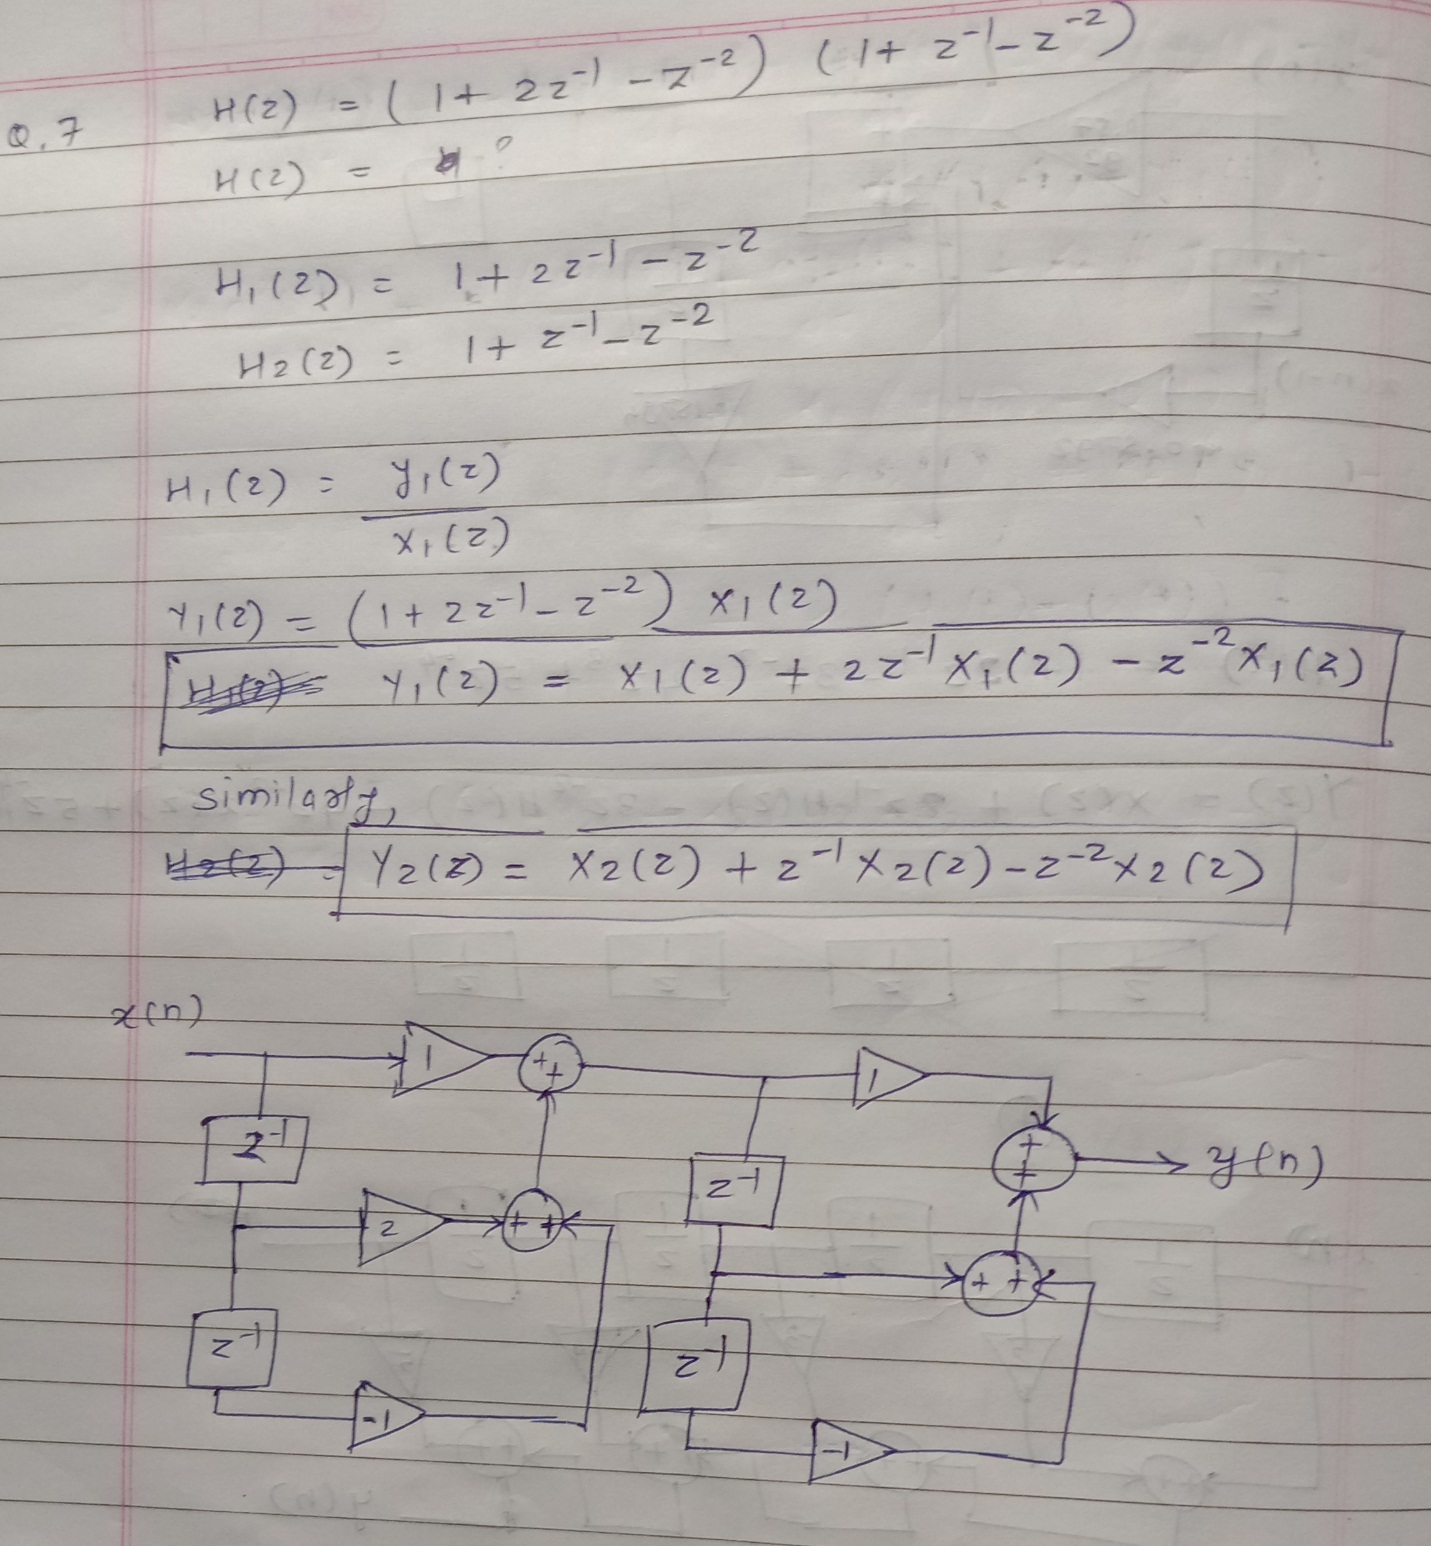 Q.7 H(z) = (1+ 2z⁻¹ - z⁻²) (1+ z⁻¹ - z⁻²)
H(z) = ?
H₁(z) = 1+2z⁻¹ - z⁻²
H₂(z) = 1+ z⁻¹ - z⁻²
H₁(z) = y₁(z)
x₁(z)
Y₁(z) = (1+2z⁻¹ - z⁻²) x₁(z)
H₁(z) = Y₁(z) = x₁(z) + 2z⁻¹ x₁(z) - z⁻² x₁(z)
similarly,
H₂(z) = Y₂(z) = x₂(z) + z⁻¹ x₂(z) - z⁻² x₂(z)
x(n)
1 + + 1
z⁻¹ + + y(n)
z⁻¹
2 + +
+ +
z⁻¹ z⁻¹
-1 -1